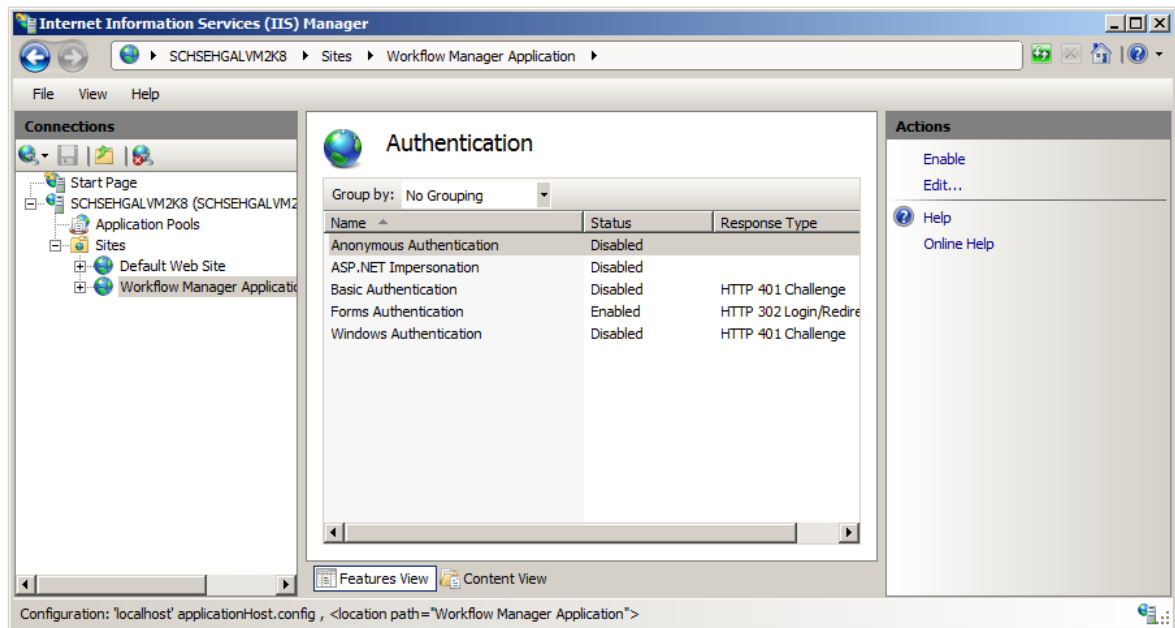 Internet Information Services (IIS) Manager
SCHSEHGALVM2K8 Sites Workflow Manager Application
File View Help
Connections
Start Page
SCHSEHGALVM2K8 (SCHSEHGALVM2
Application Pools
Sites
Default Web Site
Workflow Manager Applicatio
Authentication
Group by: No Grouping
Name Status Response Type
Anonymous Authentication Disabled
ASP.NET Impersonation Disabled
Basic Authentication Disabled HTTP 401 Challenge
Forms Authentication Enabled HTTP 302 Login/Redire
Windows Authentication Disabled HTTP 401 Challenge
Features View Content View
Actions
Enable
Edit...
Help
Online Help
Configuration: 'localhost' applicationHost.config , <location path="Workflow Manager Application">